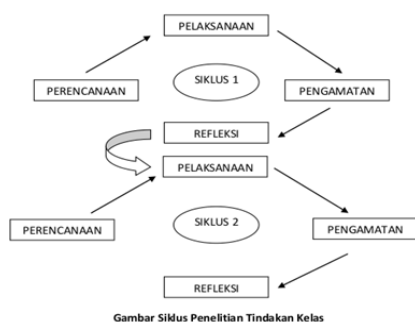 PELAKSANAAN
PERENCANAAN
SIKLUS 1
PENGAMATAN
REFLEKSI
PELAKSANAAN
PERENCANAAN
SIKLUS 2
PENGAMATAN
REFLEKSI
Gambar Siklus Penelitian Tindakan Kelas